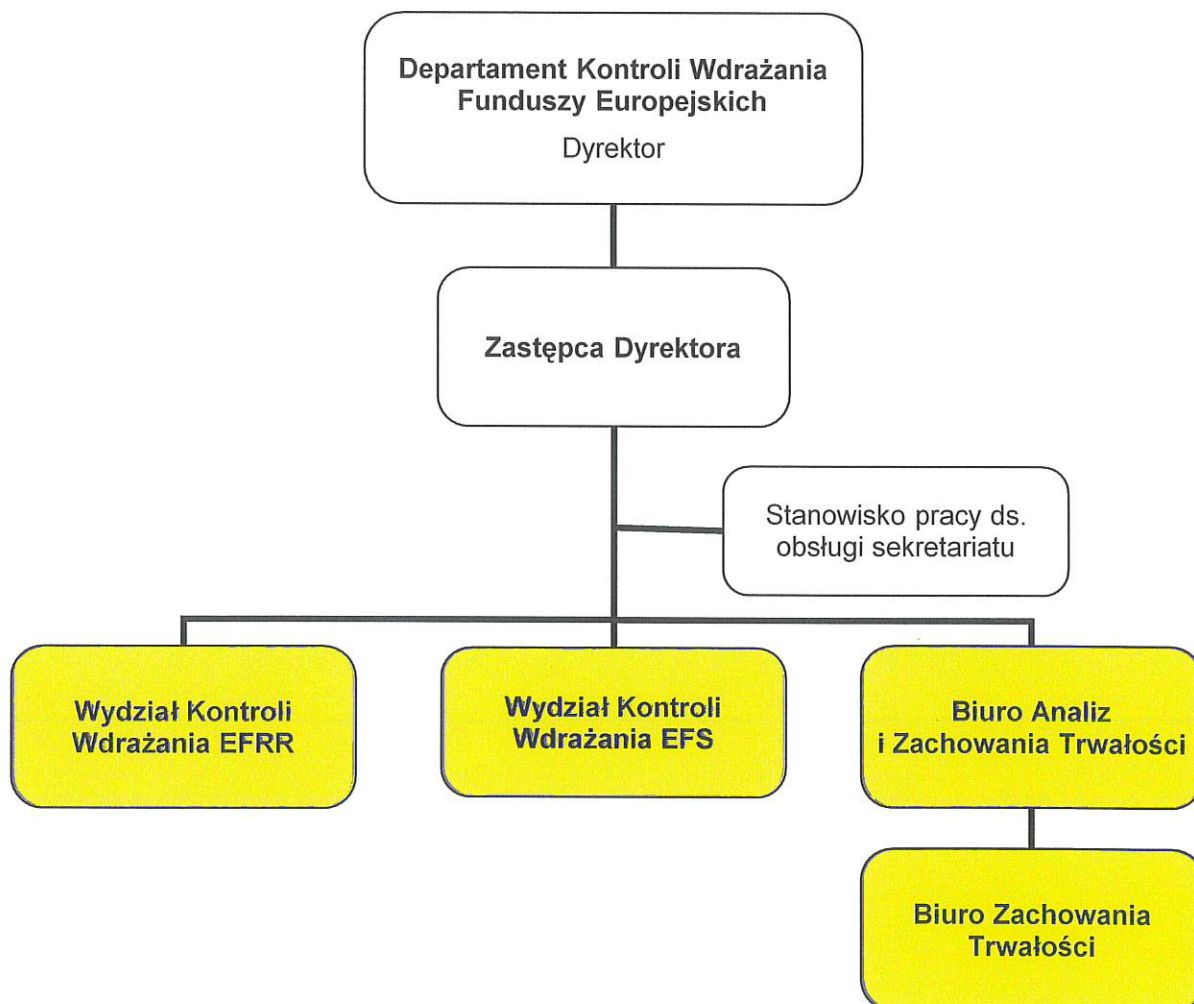 Departament Kontroli Wdrażania
Funduszy Europejskich
Dyrektor
Zastępca Dyrektora
Stanowisko pracy ds.
obsługi sekretariatu
Wydział Kontroli
Wdrażania EFRR
Wydział Kontroli
Wdrażania EFS
Biuro Analiz
i Zachowania Trwałości
Biuro Zachowania
Trwałości